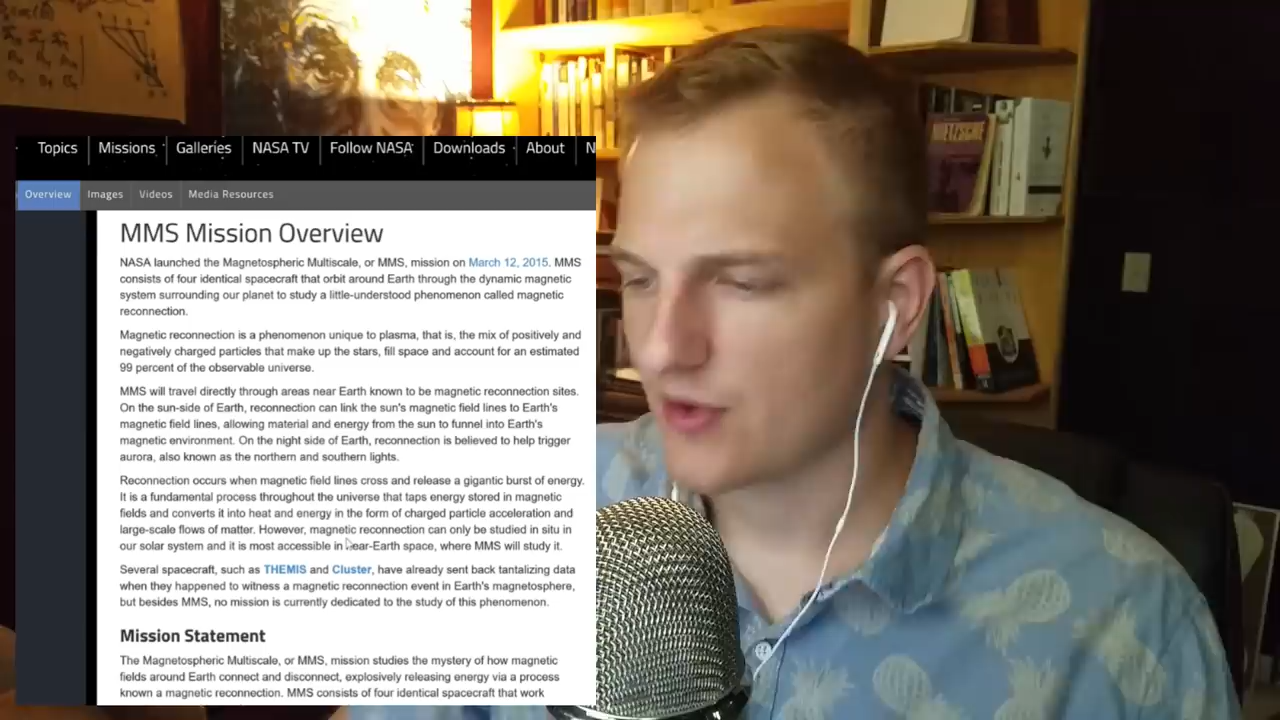 Topics Missions Galleries NASA TV Follow NASA Downloads About N
Overview Images Videos Media Resources
MMS Mission Overview
NASA launched the Magnetospheric Multiscale, or MMS, mission on March 12, 2015. MMS
consists of four identical spacecraft that orbit around Earth through the dynamic magnetic
system surrounding our planet to study a little-understood phenomenon called magnetic
reconnection.
Magnetic reconnection is a phenomenon unique to plasma, that is, the mix of positively and
negatively charged particles that make up the stars, fill space and account for an estimated
99 percent of the observable universe.
MMS will travel directly through areas near Earth known to be magnetic reconnection sites.
On the sun-side of Earth, reconnection can link the sun's magnetic field lines to Earth's
magnetic field lines, allowing material and energy from the sun to funnel into Earth's
magnetic environment. On the night side of Earth, reconnection is believed to help trigger
aurora, also known as the northern and southern lights.
Reconnection occurs when magnetic field lines cross and release a gigantic burst of energy.
It is a fundamental process throughout the universe that taps energy stored in magnetic
fields and converts it into heat and energy in the form of charged particle acceleration and
large-scale flows of matter. However, magnetic reconnection can only be studied in situ in
our solar system and it is most accessible in near-Earth space, where MMS will study it.
Several spacecraft, such as THEMIS and Cluster, have already sent back tantalizing data
when they happened to witness a magnetic reconnection event in Earth's magnetosphere,
but besides MMS, no mission is currently dedicated to the study of this phenomenon.
Mission Statement
The Magnetospheric Multiscale, or MMS, mission studies the mystery of how magnetic
fields around Earth connect and disconnect, explosively releasing energy via a process
known a magnetic reconnection. MMS consists of four identical spacecraft that work
NIETZSCHE